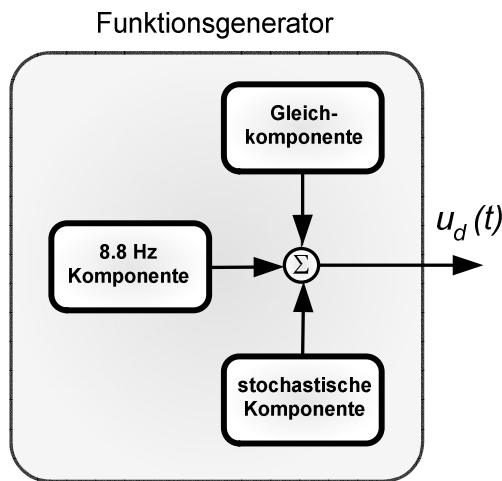 Funktionsgenerator
Gleich-
komponente
8.8 Hz
Komponente
Σ
u_d (t)
stochastische
Komponente